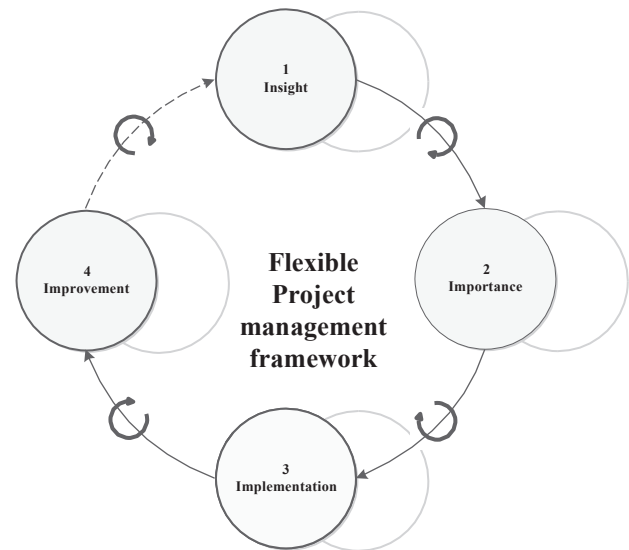 1
Insight
2
Importance
Flexible
Project
management
framework
4
Improvement
3
Implementation